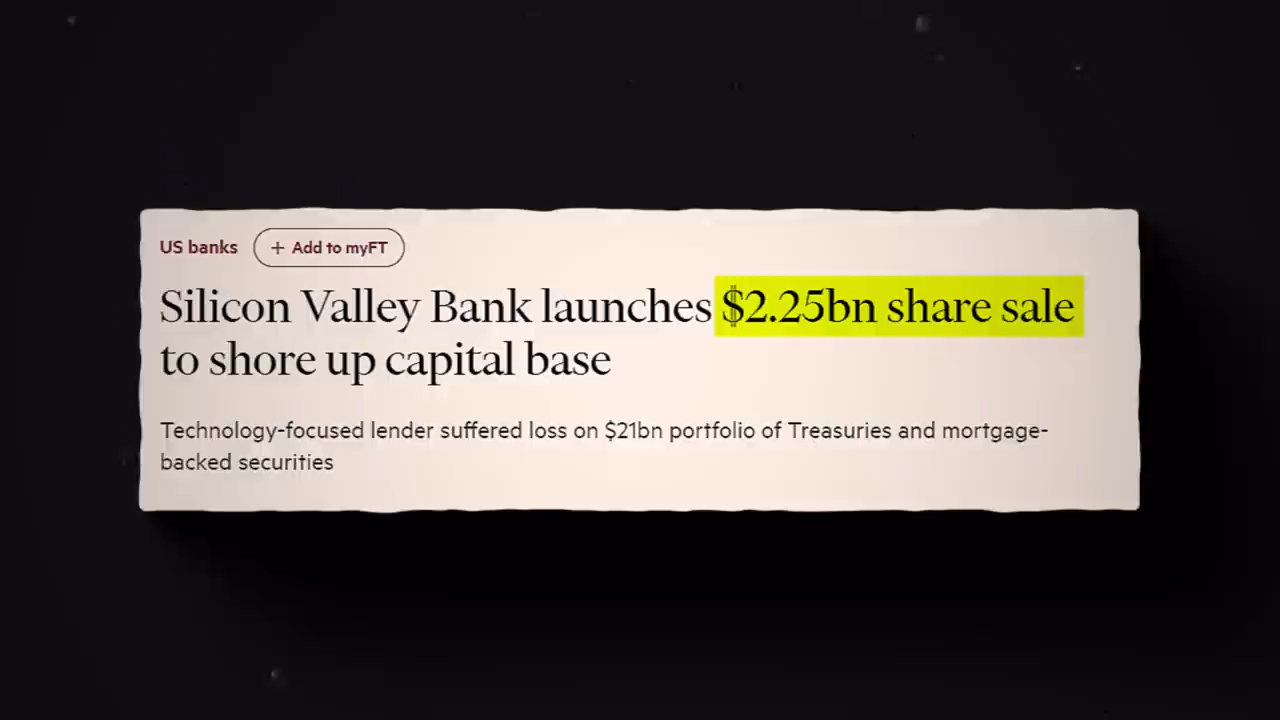 US banks + Add to myFT
Silicon Valley Bank launches $2.25bn share sale
to shore up capital base
Technology-focused lender suffered loss on $21bn portfolio of Treasuries and mortgage-
backed securities